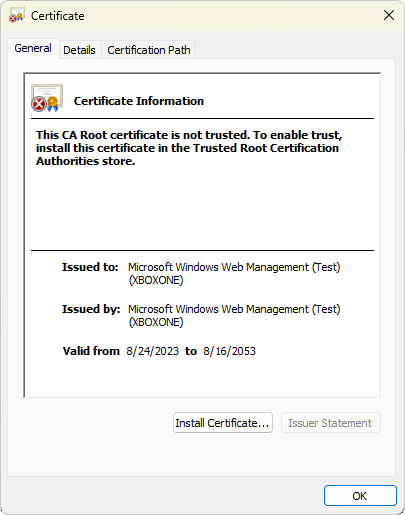 Certificate
General Details Certification Path
Certificate Information
This CA Root certificate is not trusted. To enable trust,
install this certificate in the Trusted Root Certification
Authorities store.
Issued to: Microsoft Windows Web Management (Test)
(XBOXONE)
Issued by: Microsoft Windows Web Management (Test)
(XBOXONE)
Valid from 8/24/2023 to 8/16/2053
Install Certificate... Issuer Statement
OK